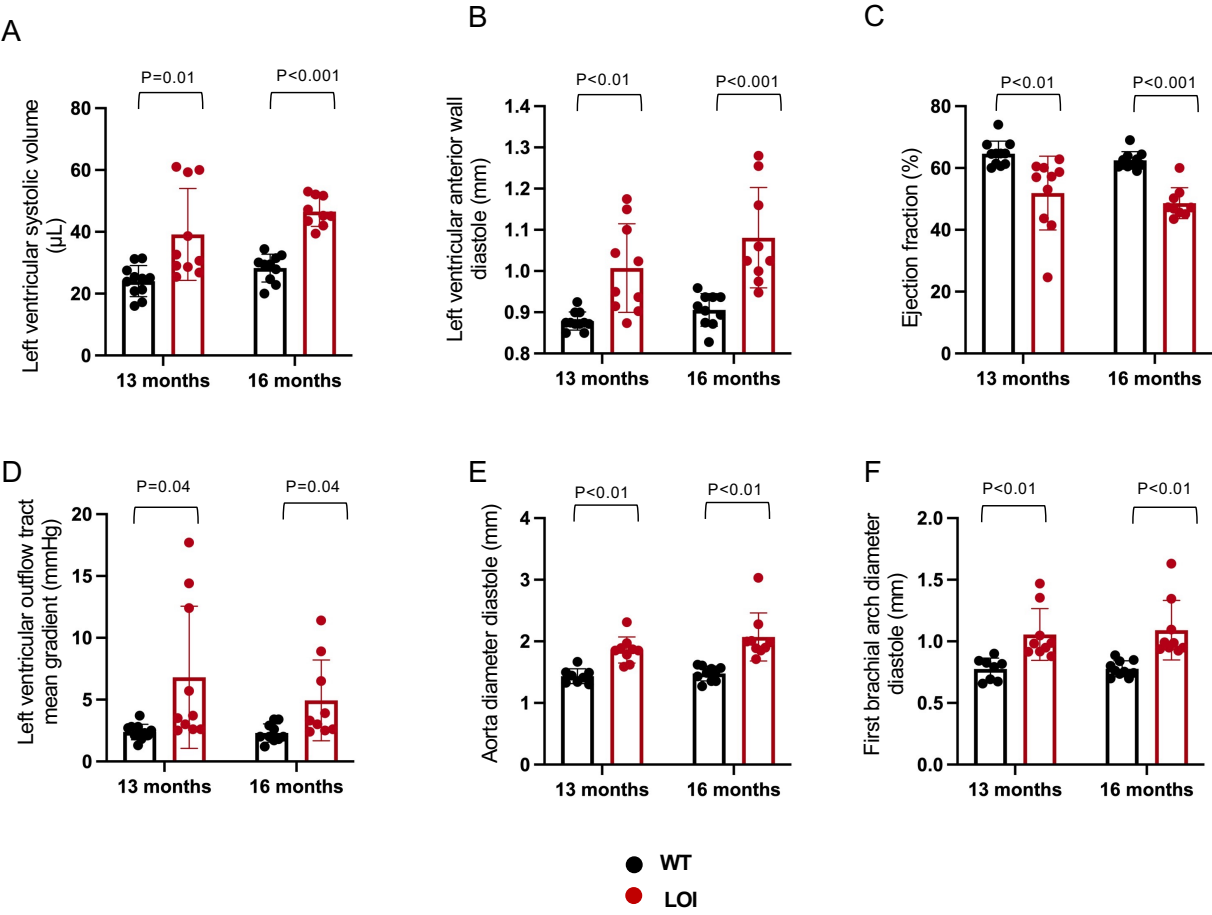 A
P=0.01
P<0.001
Left ventricular systolic volume
(µL)
80
60
40
20
0
13 months
16 months
B
P<0.01
P<0.001
Left ventricular anterior wall
diastole (mm)
1.4
1.3
1.2
1.1
1.0
0.9
0.8
13 months
16 months
C
P<0.01
P<0.001
Ejection fraction (%)
80
60
40
20
0
13 months
16 months
D
P=0.04
P=0.04
Left ventricular outflow tract
mean gradient (mmHg)
20
15
10
5
0
13 months
16 months
E
P<0.01
P<0.01
Aorta diameter diastole (mm)
4
3
2
1
0
13 months
16 months
F
P<0.01
P<0.01
First brachial arch diameter
diastole (mm)
2.0
1.5
1.0
0.5
0.0
13 months
16 months
WT
LOI